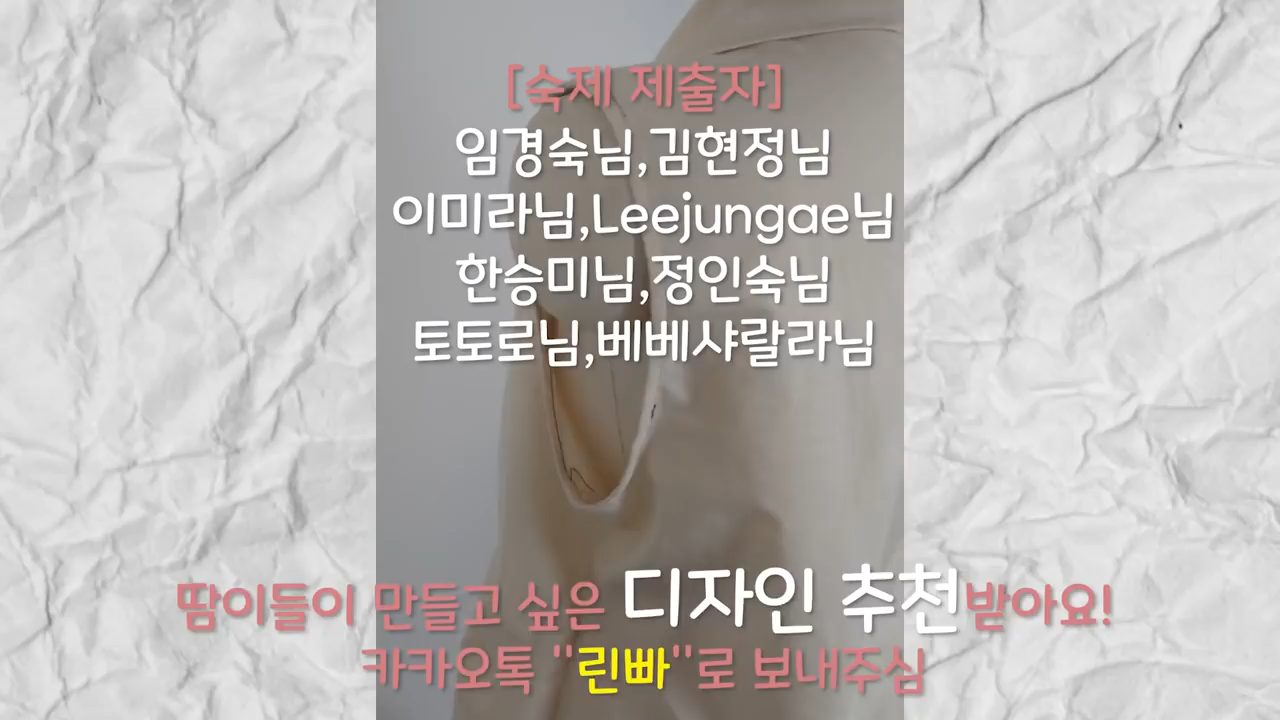 [숙제 제출자]
임경숙님,김현정님
이미라님,Leejungae님
한승미님,정인숙님
토토로님,베베샤랄라님
땀이들이 만들고 싶은 디자인 추천받아요!
카카오톡 "린빠"로 보내주심